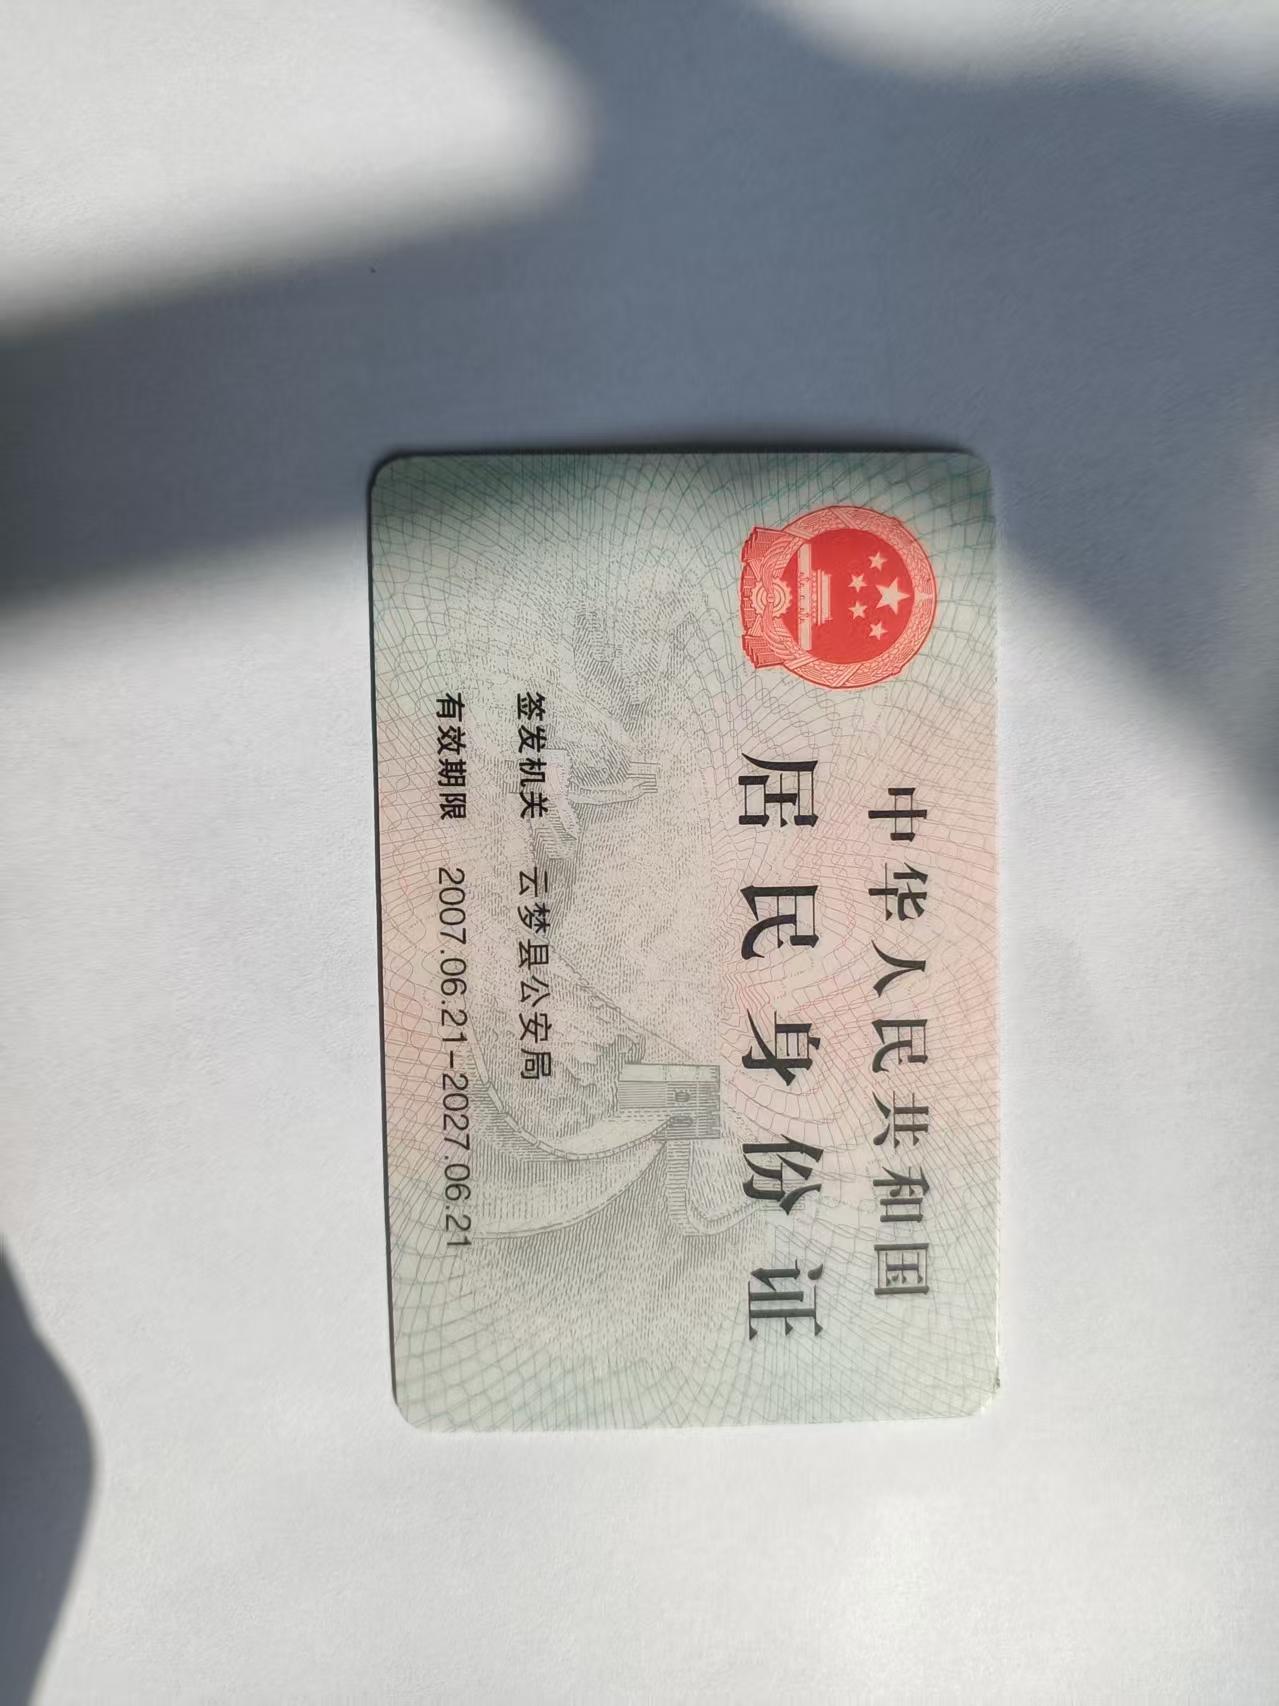 中华人民共和国
居民身份证
签发机关 云梦县公安局
有效期限 2007.06.21-2027.06.21